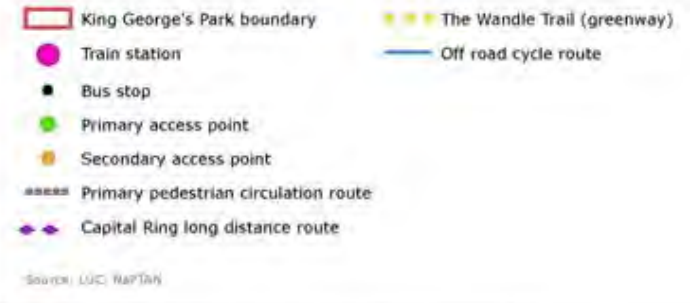 King George's Park boundary
Train station
Bus stop
Primary access point
Secondary access point
Primary pedestrian circulation route
Capital Ring long distance route
The Wandle Trail (greenway)
Off road cycle route
Source: LUC, NaPTAN